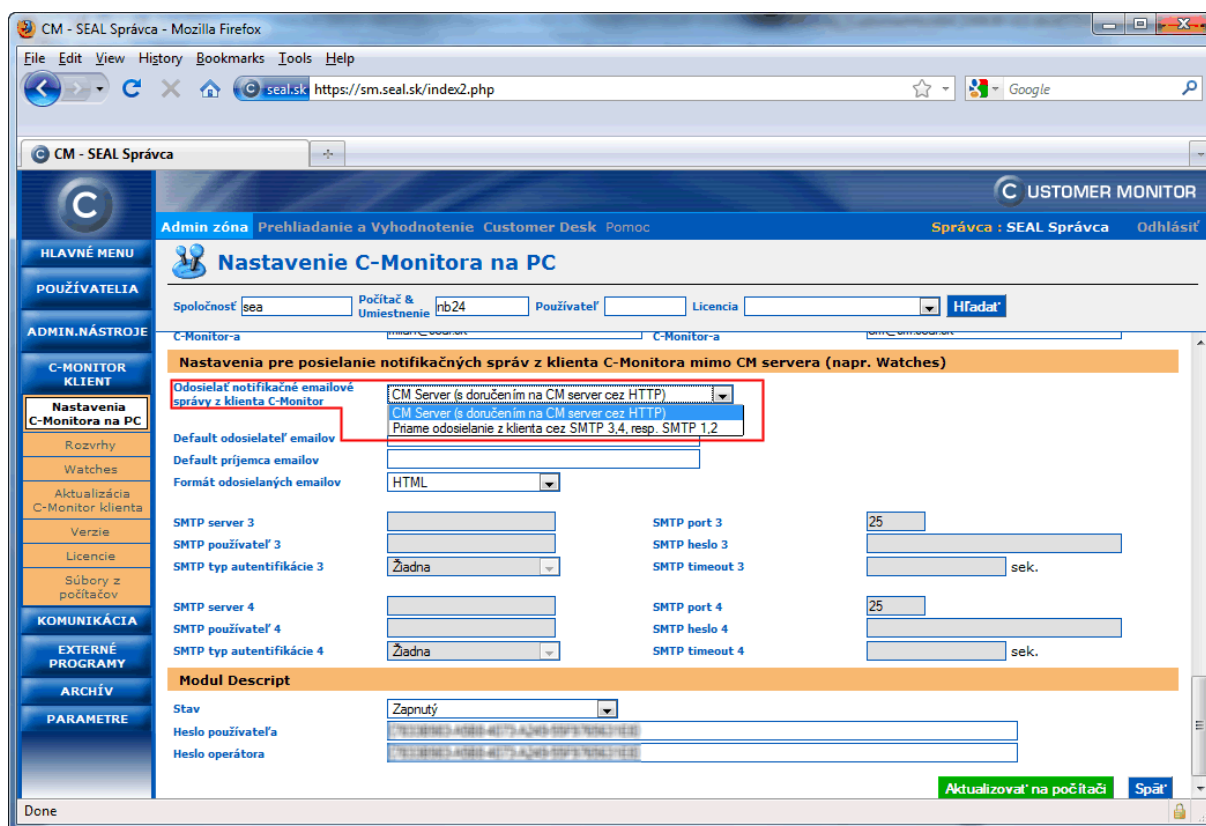 CM - SEAL Správca - Mozilla Firefox
File Edit View History Bookmarks Tools Help
seal.sk https://sm.seal.sk/index2.php
Google
CM - SEAL Správca
CUSTOMER MONITOR
Admin zóna Prehliadanie a Vyhodnotenie Customer Desk Pomoc
Správca : SEAL Správca Odhlásiť
HLAVNÉ MENU
POUŽÍVATELIA
ADMIN.NÁSTROJE
C-MONITOR
KLIENT
Nastavenia
C-Monitora na PC
Rozvrhy
Watches
Aktualizácia
C-Monitor klienta
Verzie
Licencie
Súbory z
počítačov
KOMUNIKÁCIA
EXTERNÉ
PROGRAMY
ARCHÍV
PARAMETRE
Nastavenie C-Monitora na PC
Spoločnosť sea
Počítač &
Umiestnenie nb24
Používateľ
Licencia
Hľadať
C-Monitor-a
C-Monitor-a
Nastavenia pre posielanie notifikačných správ z klienta C-Monitora mimo CM servera (napr. Watches)
Odosielať notifikačné emailové
správy z klienta C-Monitor
CM Server (s doručením na CM server cez HTTP)
CM Server (s doručením na CM server cez HTTP)
Priame odosielanie z klienta cez SMTP 3,4, resp. SMTP 1,2
Default odosielateľ emailov
Default príjemca emailov
Formát odosielaných emailov HTML
SMTP server 3 SMTP port 3 25
SMTP používateľ 3 SMTP heslo 3
SMTP typ autentifikácie 3 Žiadna SMTP timeout 3 sek.
SMTP server 4 SMTP port 4 25
SMTP používateľ 4 SMTP heslo 4
SMTP typ autentifikácie 4 Žiadna SMTP timeout 4 sek.
Modul Descript
Stav Zapnutý
Heslo používateľa
Heslo operátora
Aktualizovať na počítači Späť
Done